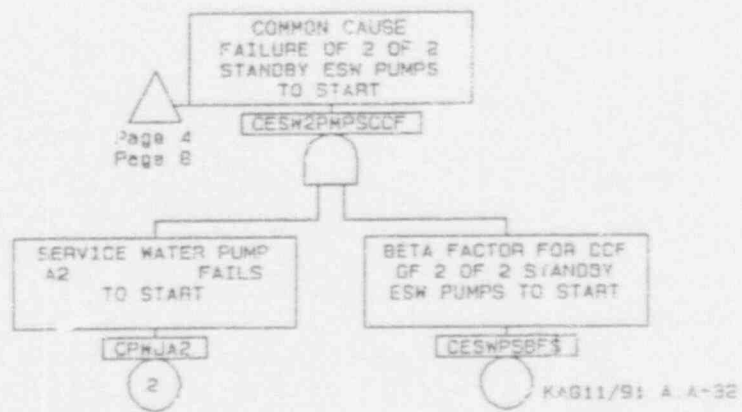 COMMON CAUSE
FAILURE OF 2 OF 2
STANDBY ESW PUMPS
TO START
Page 4
Page 8
CESW2PMPSCCF
SERVICE WATER PUMP
A2 FAILS
TO START
BETA FACTOR FOR CCF
OF 2 OF 2 STANDBY
ESW PUMPS TO START
CPWJA2
CESWPSBFS
2
KAG11/91 A.A-32